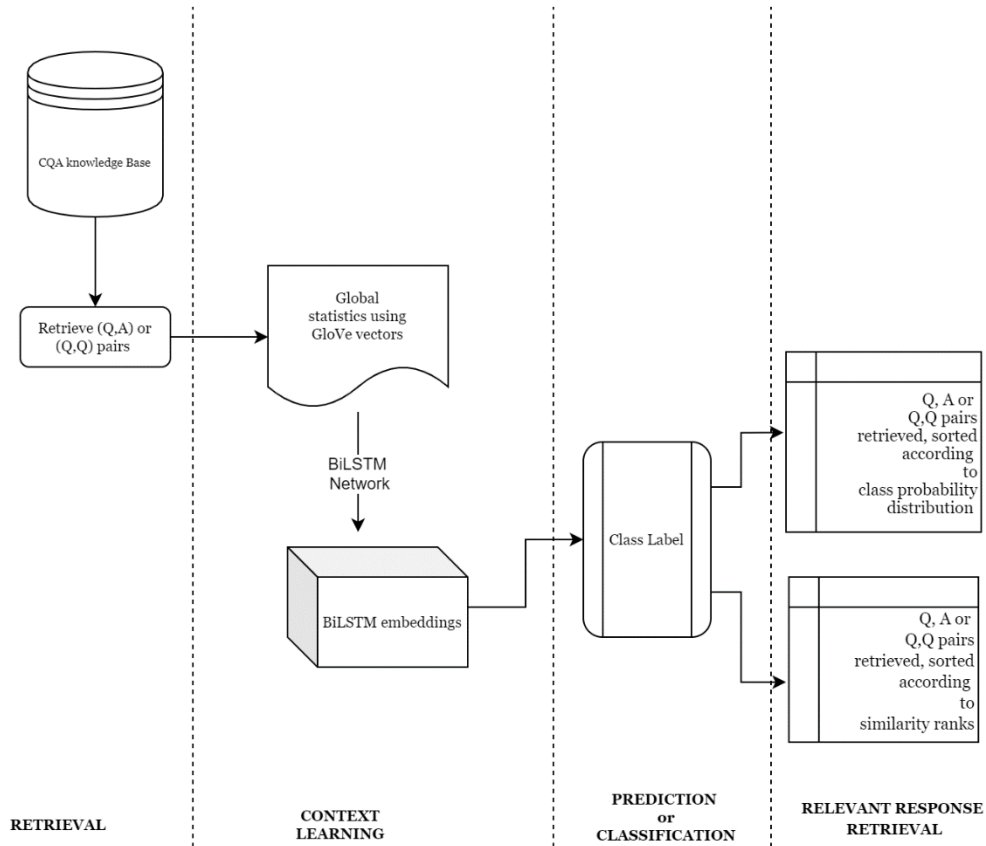 CQA knowledge Base
Retrieve (Q,A) or
(Q,Q) pairs
Global
statistics using
GloVe vectors
BiLSTM
Network
BiLSTM embeddings
Class Label
Q, A or
Q,Q pairs
retrieved, sorted
according
to
class probability
distribution
Q, A or
Q,Q pairs
retrieved, sorted
according
to
similarity ranks
RETRIEVAL
CONTEXT
LEARNING
PREDICTION
or
CLASSIFICATION
RELEVANT RESPONSE
RETRIEVAL